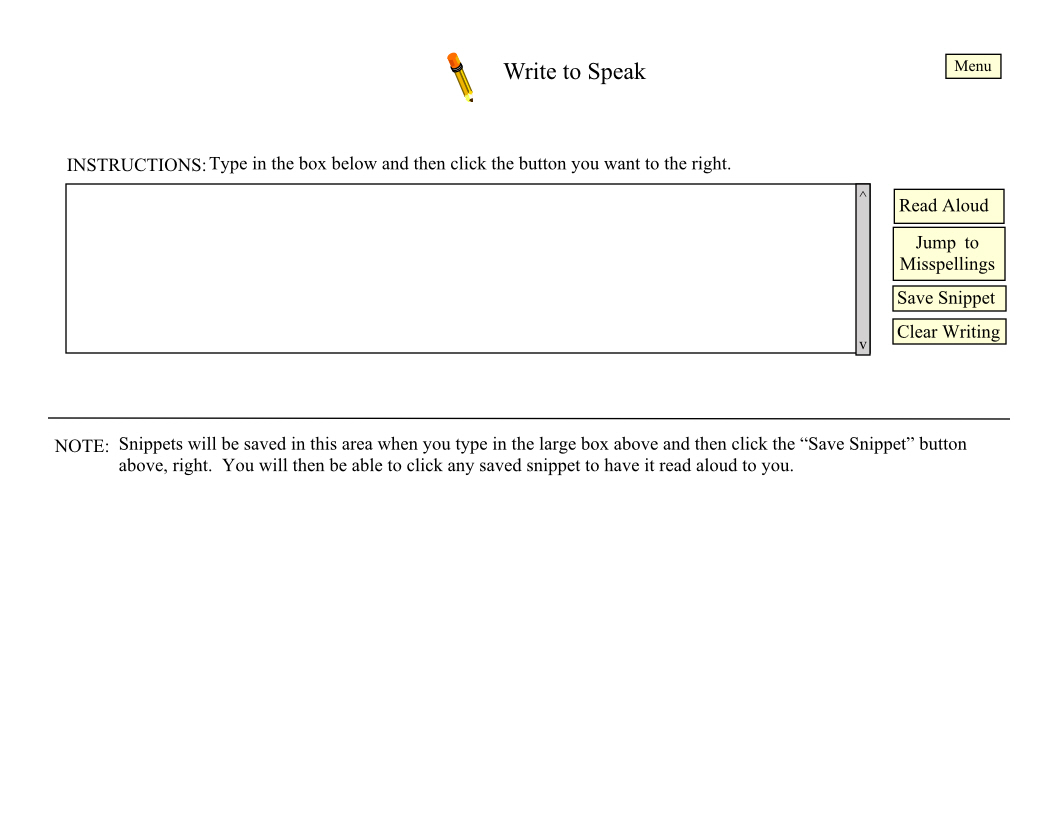 Write to Speak
Menu
INSTRUCTIONS: Type in the box below and then click the button you want to the right.
^
v
Read Aloud
Jump to
Misspellings
Save Snippet
Clear Writing
NOTE: Snippets will be saved in this area when you type in the large box above and then click the “Save Snippet” button
above, right. You will then be able to click any saved snippet to have it read aloud to you.